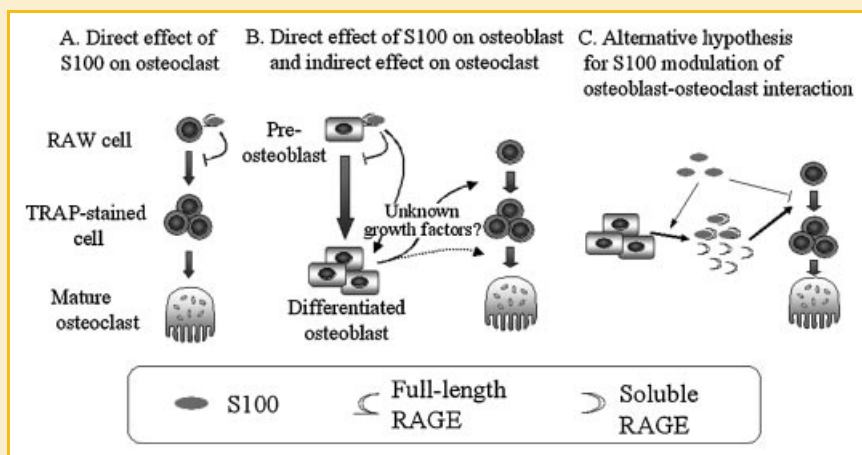 A. Direct effect of
S100 on osteoclast
B. Direct effect of S100 on osteoblast
and indirect effect on osteoclast
C. Alternative hypothesis
for S100 modulation of
osteoblast-osteoclast interaction
RAW cell
TRAP-stained
cell
Mature
osteoclast
Pre-
osteoblast
Unknown
growth factors?
Differentiated
osteoblast
S100
Full-length
RAGE
Soluble
RAGE